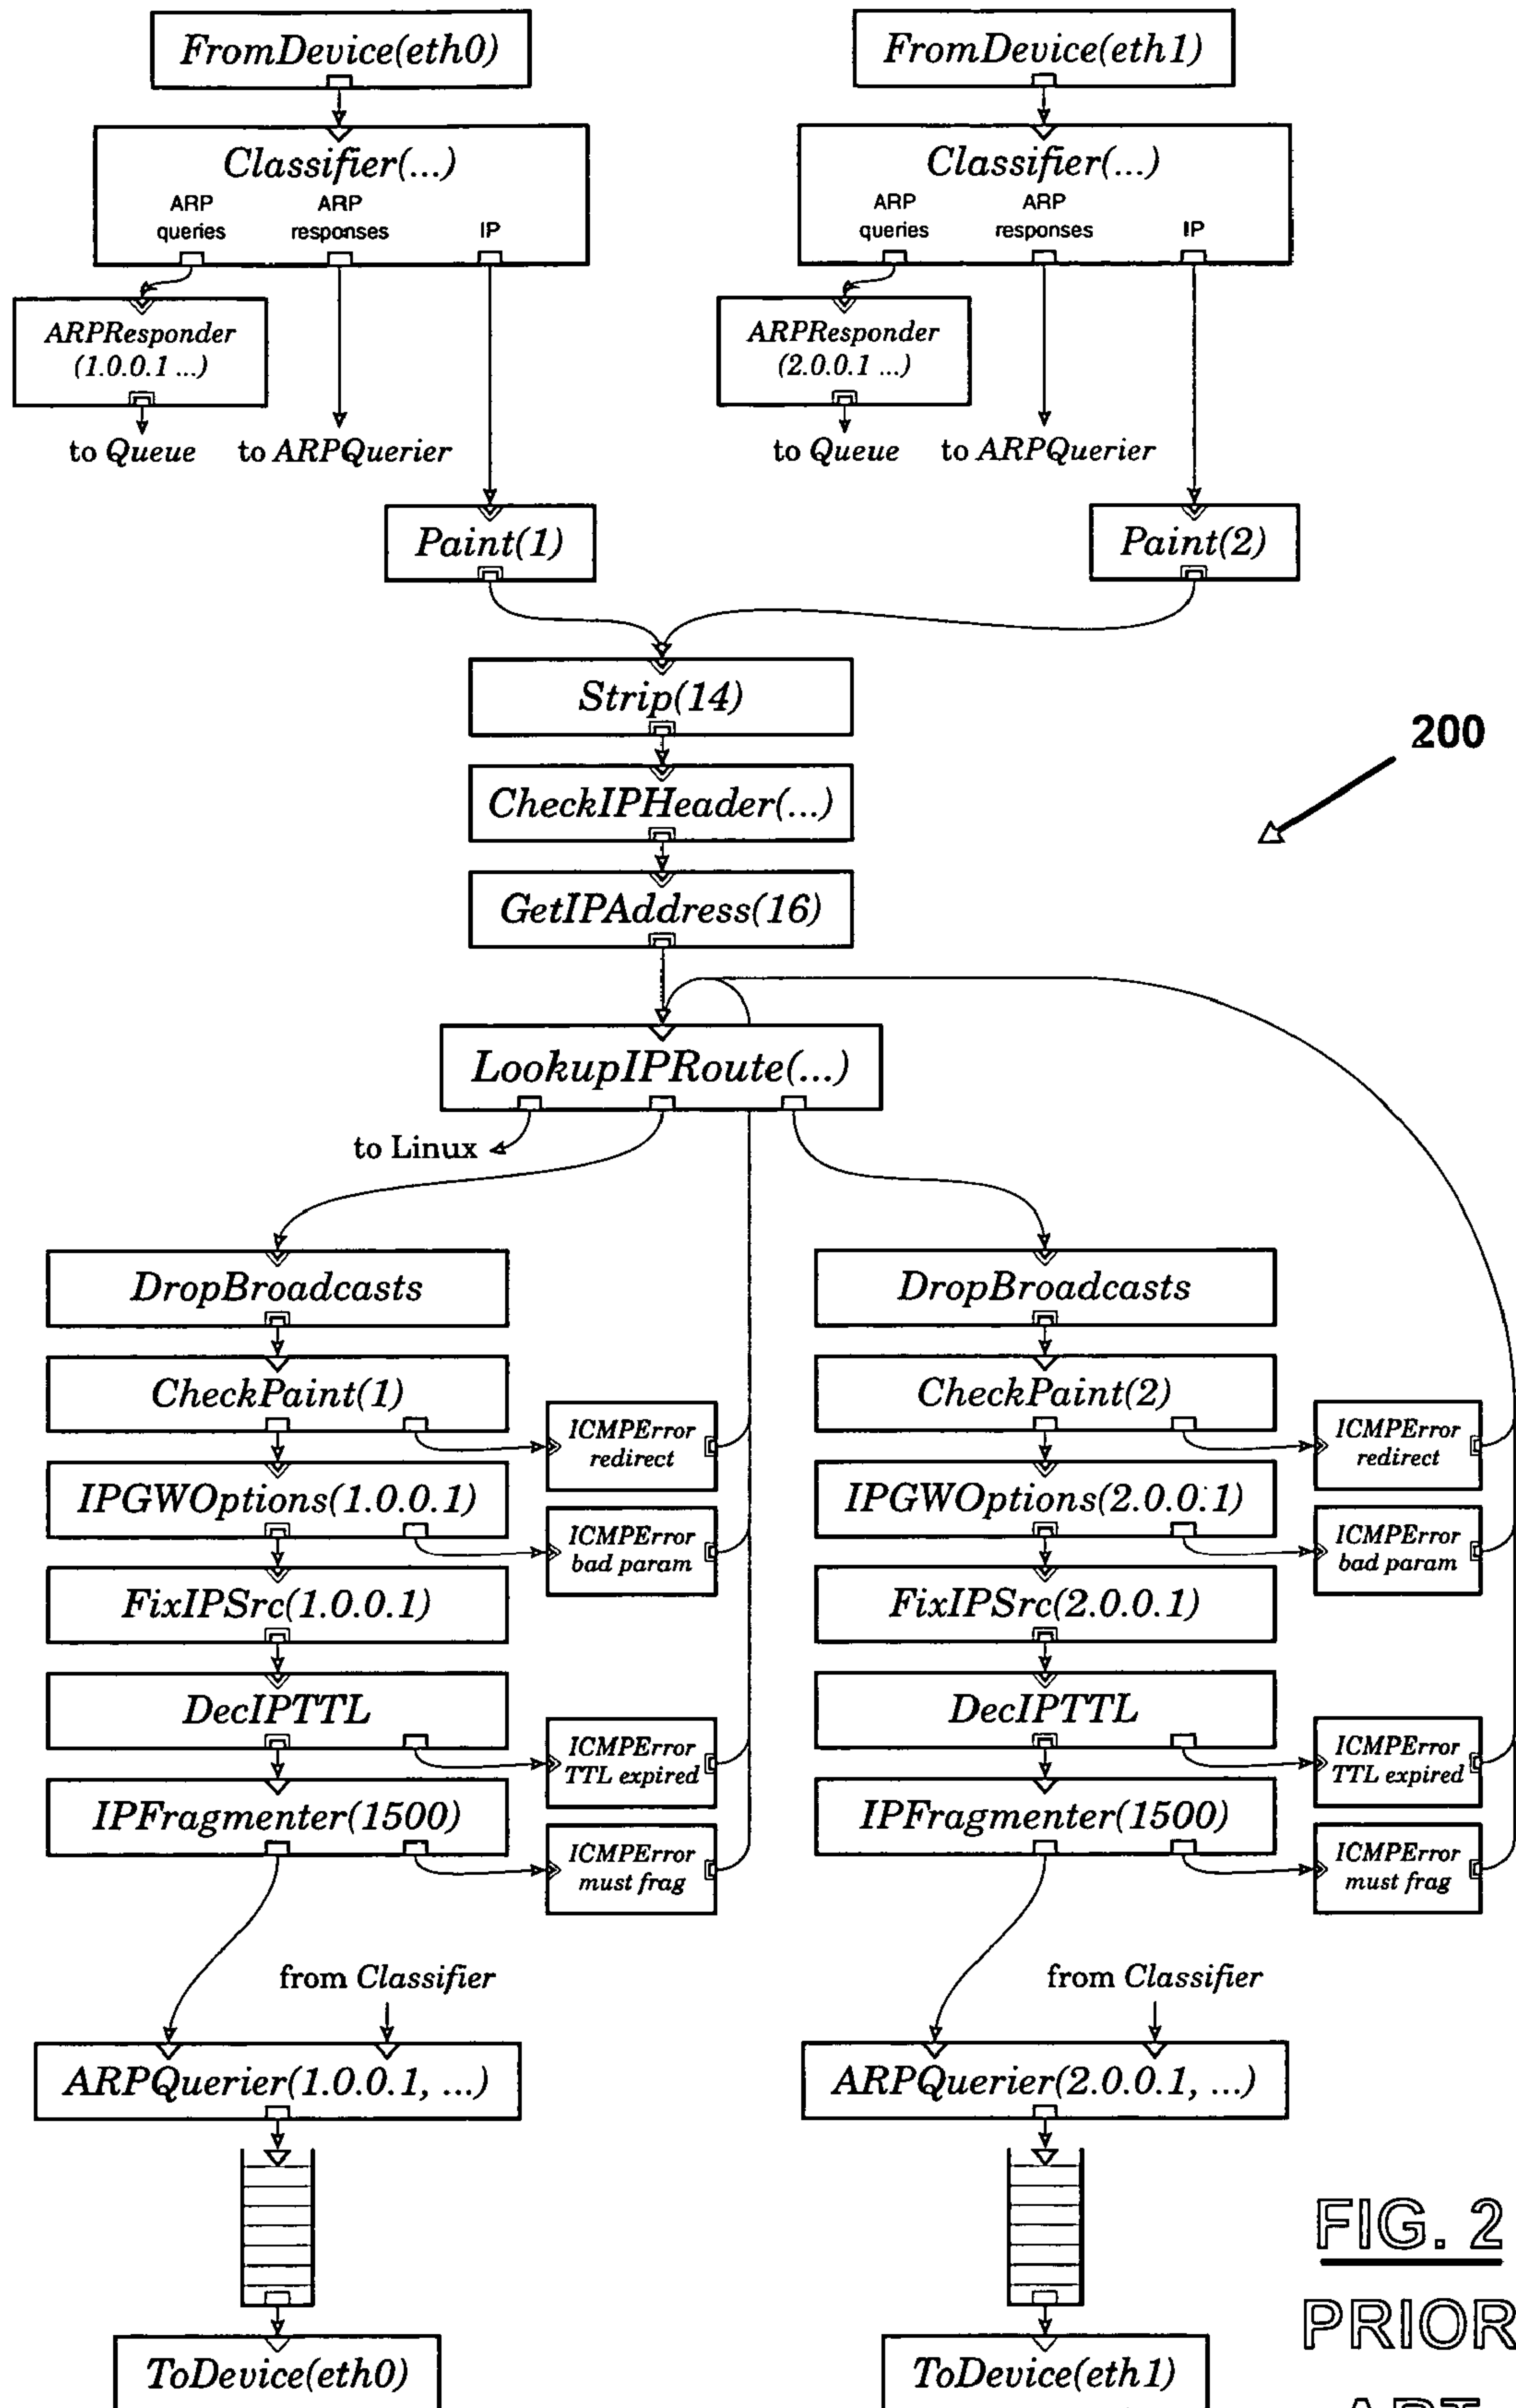 FromDevice(eth0)
FromDevice(eth1)
Classifier(...)
ARP queries
ARP responses
IP
Classifier(...)
ARP queries
ARP responses
IP
ARPResponder
(1.0.0.1 ...)
ARPResponder
(2.0.0.1 ...)
to Queue
to ARPQuerier
to Queue
to ARPQuerier
Paint(1)
Paint(2)
Strip(14)
200
CheckIPHeader(...)
GetIPAddress(16)
LookupIPRoute(...)
to Linux
DropBroadcasts
DropBroadcasts
CheckPaint(1)
CheckPaint(2)
ICMPError
redirect
ICMPError
redirect
IPGWOptions(1.0.0.1)
IPGWOptions(2.0.0.1)
ICMPError
bad param
ICMPError
bad param
FixIPSrc(1.0.0.1)
FixIPSrc(2.0.0.1)
DecIPTTL
DecIPTTL
ICMPError
TTL expired
ICMPError
TTL expired
IPFragmenter(1500)
IPFragmenter(1500)
ICMPError
must frag
ICMPError
must frag
from Classifier
from Classifier
ARPQuerier(1.0.0.1, ...)
ARPQuerier(2.0.0.1, ...)
ToDevice(eth0)
ToDevice(eth1)
FIG. 2
PRIOR
ART